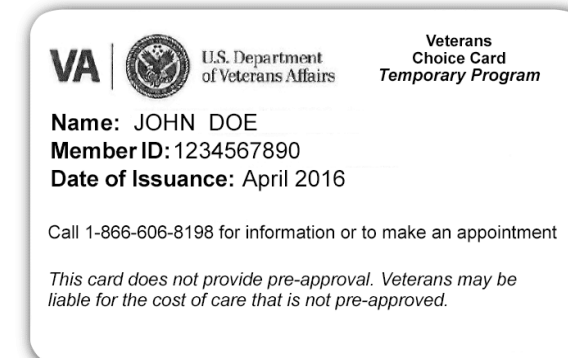 VA
U.S. Department
of Veterans Affairs
Veterans
Choice Card
Temporary Program
Name: JOHN DOE
Member ID: 1234567890
Date of Issuance: April 2016
Call 1-866-606-8198 for information or to make an appointment
This card does not provide pre-approval. Veterans may be
liable for the cost of care that is not pre-approved.